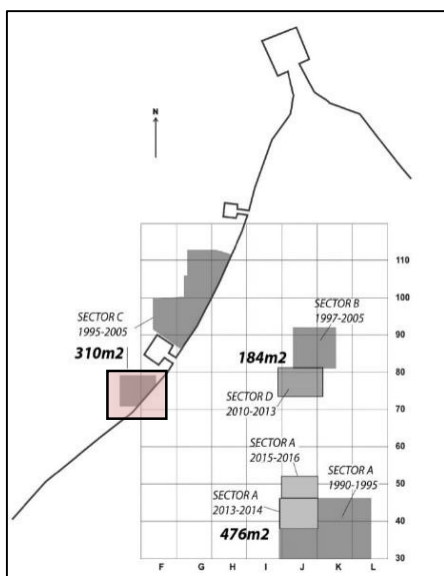 N
110
100
SECTOR C
1995-2005
310m2
SECTOR B
1997-2005
90
184m2
80
SECTOR D
2010-2013
70
60
SECTOR A
2015-2016
50
SECTOR A
1990-1995
SECTOR A
2013-2014
40
476m2
30
F G H I J K L